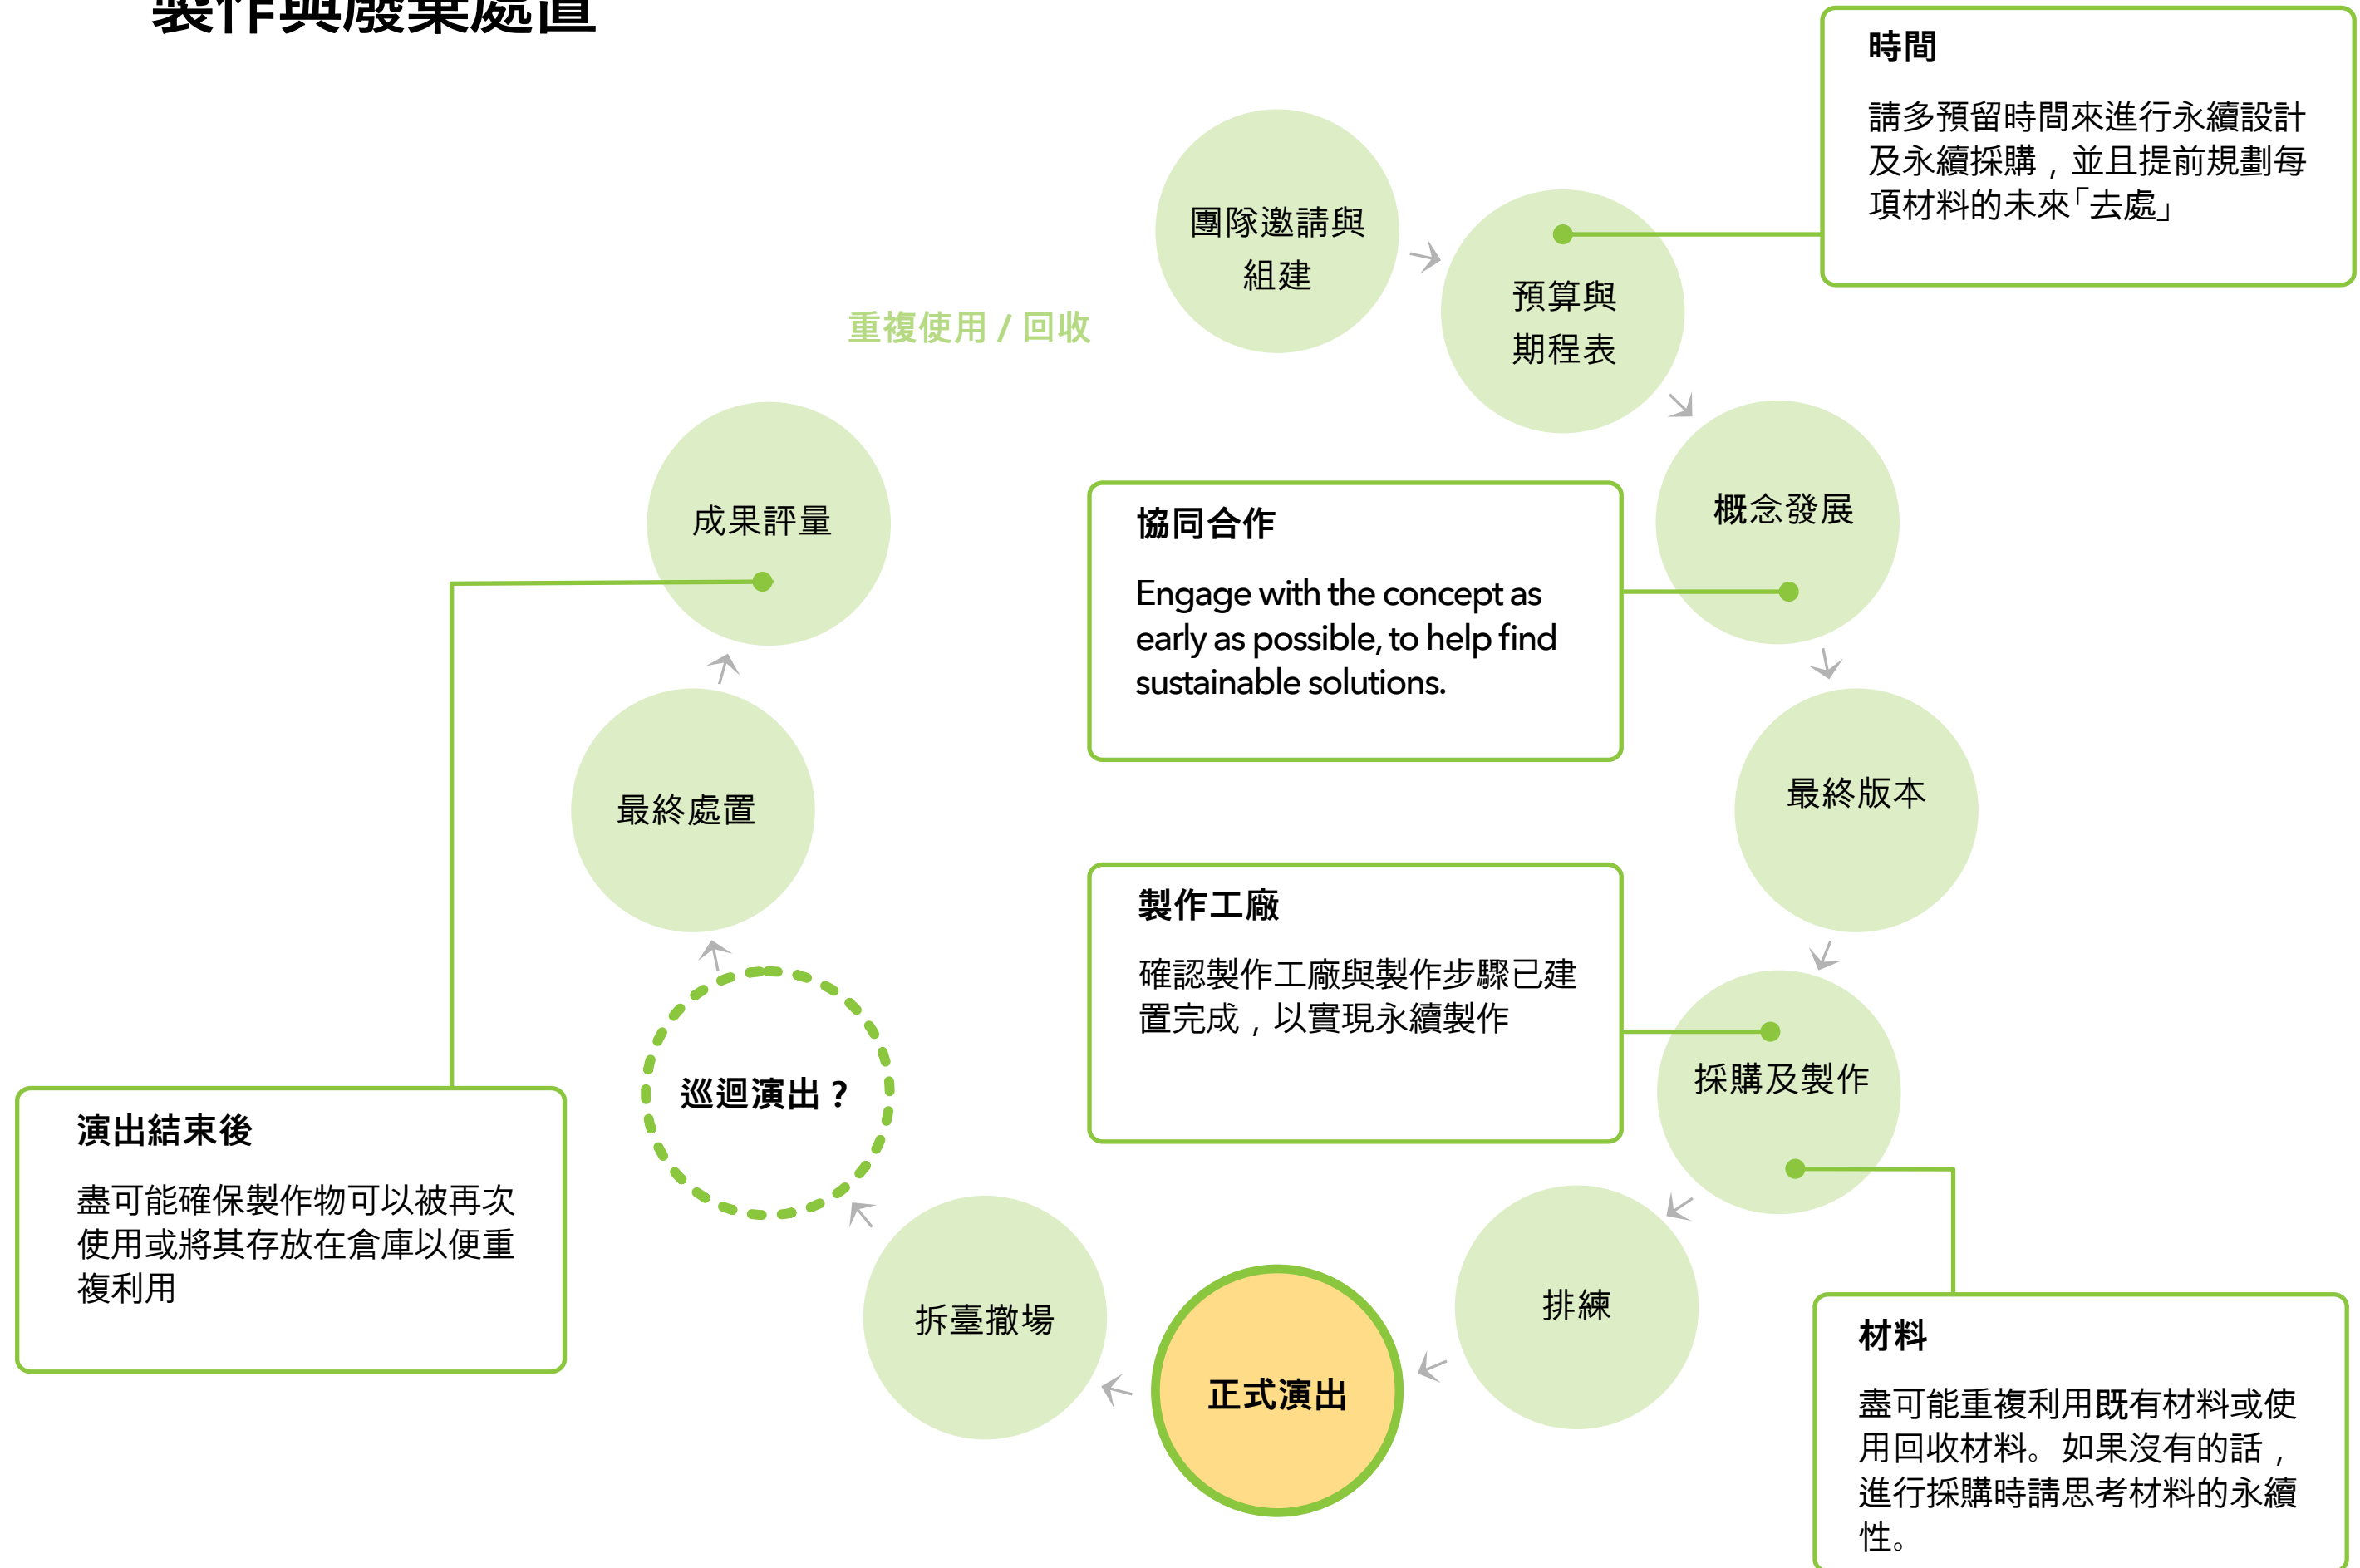 製作與廢棄處置
時間
請多預留時間來進行永續設計
及永續採購，並且提前規劃每
項材料的未來「去處」
團隊邀請與
組建
預算與
期程表
重複使用 / 回收
概念發展
成果評量
協同合作
Engage with the concept as
early as possible, to help find
sustainable solutions.
最終版本
最終處置
製作工廠
確認製作工廠與製作步驟已建
置完成，以實現永續製作
採購及製作
巡迴演出？
演出結束後
盡可能確保製作物可以被再次
使用或將其存放在倉庫以便重
複利用
排練
拆臺撤場
正式演出
材料
盡可能重複利用既有材料或使
用回收材料。如果沒有的話，
進行採購時請思考材料的永續
性。